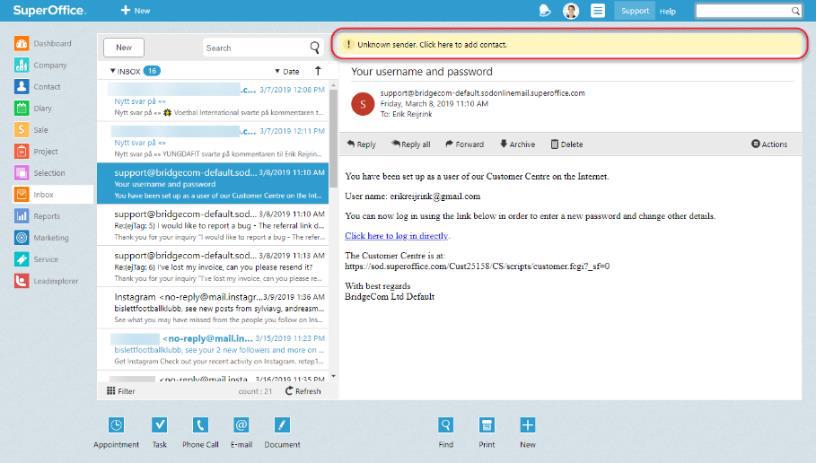 SuperOffice.
+ New
Support
Help
Dashboard
Company
Contact
Diary
Sale
Project
Selection
Inbox
Reports
Marketing
Service
Leadexplorer
New
Search
INBOX 16
Date
.c... 3/7/2019 12:08 PM
Nytt svar på «»
Nytt svar på «» Voethal International svarte på kommentaren t...
.c... 3/7/2019 12:11 PM
Nytt svar på «»
Nytt svar på «» YUNGDAFIT svarte på kommentaren til Erik Reijrin...
support@bridgecom-default.sod... 3/8/2019 11:10 AM
Your username and password
You have been set up as a user of our Customer Centre on the Int...
support@bridgecom-default.sod... 3/8/2019 11:10 AM
Re:[ejTag: 5) I would like to report a bug - The referral link d...
Thank you for your inquiry "I would like to report a bug - The refer...
support@bridgecom-default.sod... 3/8/2019 11:13 AM
Re:[ejTag: 6) I've lost my invoice, can you please resend it?
Thank you for your inquiry "I've lost my invoice, can you please res...
Instagram <no-reply@mail.instagr... 3/9/2019 1:36 AM
bislettfootballklubb, see new posts from sylviavg, andreasm...
See what you may have missed from the people you follow on Ins...
<no-reply@mail.in... 3/15/2019 11:23 PM
bislettfootballklubb, see your 2 new followers and more on ...
Get Instagram Check out your recent activity on Instagram. retep1...
<no-reply@mail.insta... 3/16/2019 11:35 PM
Filter
count : 21
Refresh
! Unknown sender. Click here to add contact.
Your username and password
S
support@bridgecom-default.sodonlinemail.superoffice.com
Friday, March 8, 2019 11:10 AM
To: Erik Reijrink
Reply
Reply all
Forward
Archive
Delete
Actions
You have been set up as a user of our Customer Centre on the Internet.
User name: erikreijrink@gmail.com
You can now log in using the link below in order to enter a new password and change other details.
Click here to log in directly.
The Customer Centre is at:
https://sod.superoffice.com/Cust25158/CS/scripts/customer.fcgi?_sf=0
With best regards
BridgeCom Ltd Default
Appointment
Task
Phone Call
E-mail
Document
Find
Print
New